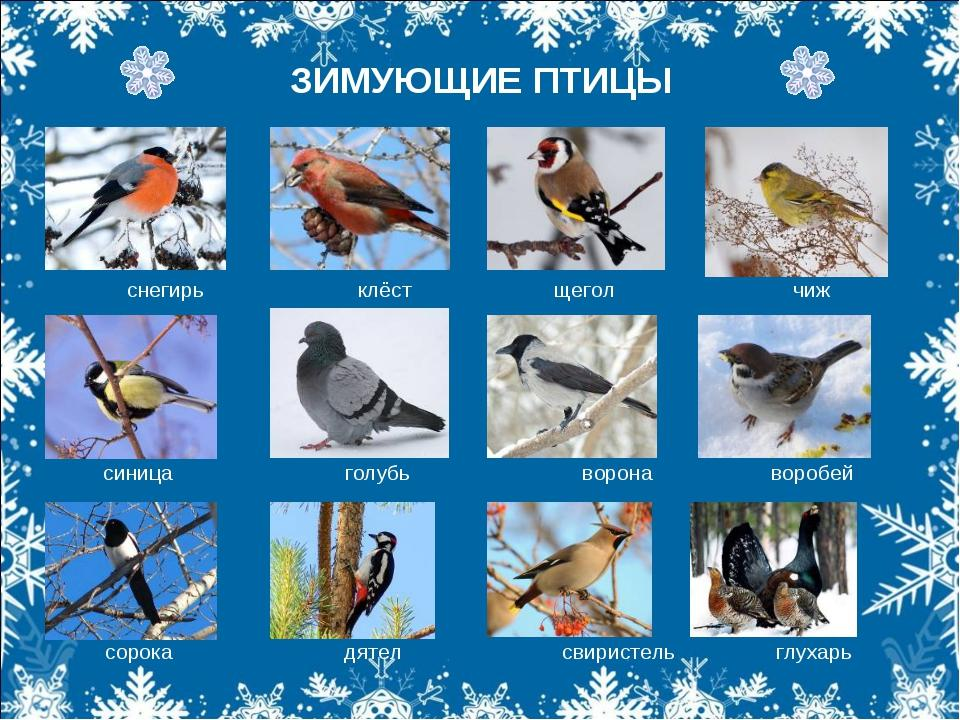 ЗИМУЮЩИЕ ПТИЦЫ
снегирь клёст щегол чиж
синица голубь ворона воробей
сорока дятел свиристель глухарь